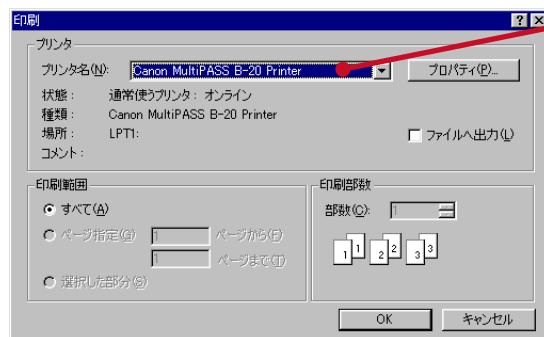 印刷
プリンタ
プリンタ名(N): Canon MultiPASS B-20 Printer プロパティ(P)...
状態： 通常使うプリンタ： オンライン
種類： Canon MultiPASS B-20 Printer
場所： LPT1: ファイルへ出力(L)
コメント：
印刷範囲
すべて(A)
ページ指定(G) 1 ページから(F)
1 ページまで(T)
選択した部分(S)
印刷部数
部数(C): 1
1 1 2 2 3 3
OK キャンセル